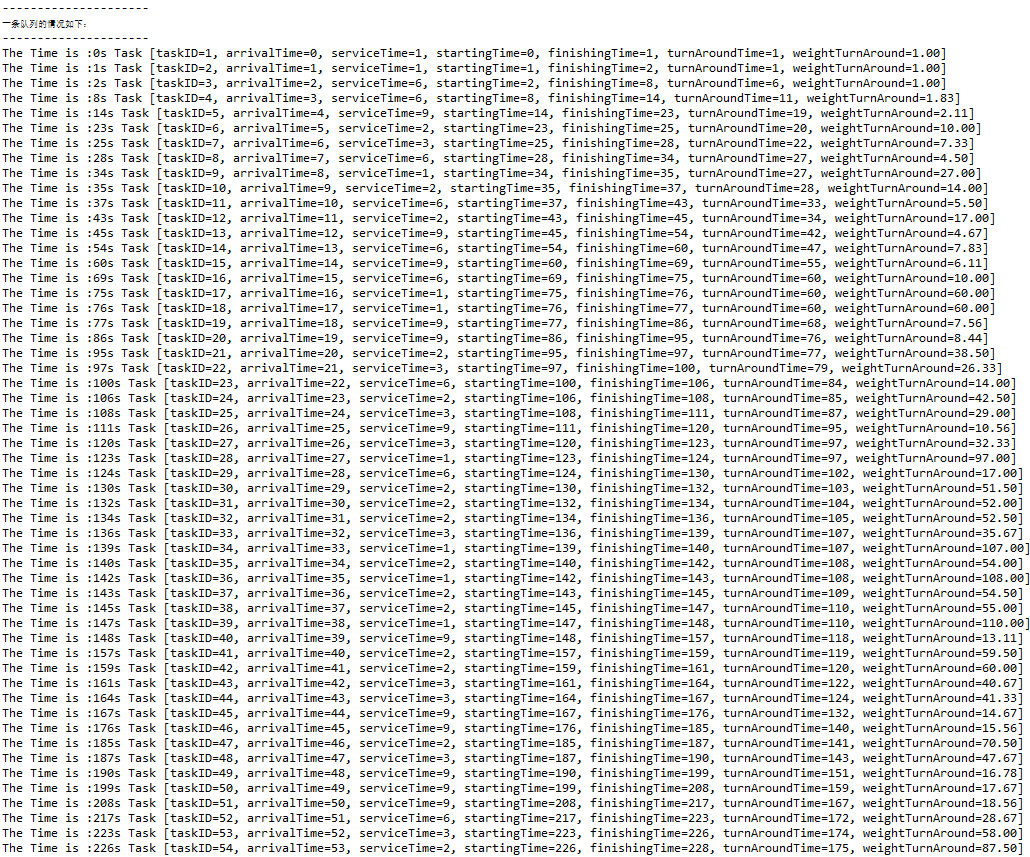 ---------------------
一条队列的情况如下：
---------------------
The Time is :0s Task [taskID=1, arrivalTime=0, serviceTime=1, startingTime=0, finishingTime=1, turnAroundTime=1, weightTurnAround=1.00]
The Time is :1s Task [taskID=2, arrivalTime=1, serviceTime=1, startingTime=1, finishingTime=2, turnAroundTime=1, weightTurnAround=1.00]
The Time is :2s Task [taskID=3, arrivalTime=2, serviceTime=6, startingTime=2, finishingTime=8, turnAroundTime=6, weightTurnAround=1.00]
The Time is :8s Task [taskID=4, arrivalTime=3, serviceTime=6, startingTime=8, finishingTime=14, turnAroundTime=11, weightTurnAround=1.83]
The Time is :14s Task [taskID=5, arrivalTime=4, serviceTime=9, startingTime=14, finishingTime=23, turnAroundTime=19, weightTurnAround=2.11]
The Time is :23s Task [taskID=6, arrivalTime=5, serviceTime=2, startingTime=23, finishingTime=25, turnAroundTime=20, weightTurnAround=10.00]
The Time is :25s Task [taskID=7, arrivalTime=6, serviceTime=3, startingTime=25, finishingTime=28, turnAroundTime=22, weightTurnAround=7.33]
The Time is :28s Task [taskID=8, arrivalTime=7, serviceTime=6, startingTime=28, finishingTime=34, turnAroundTime=27, weightTurnAround=4.50]
The Time is :34s Task [taskID=9, arrivalTime=8, serviceTime=1, startingTime=34, finishingTime=35, turnAroundTime=27, weightTurnAround=27.00]
The Time is :35s Task [taskID=10, arrivalTime=9, serviceTime=2, startingTime=35, finishingTime=37, turnAroundTime=28, weightTurnAround=14.00]
The Time is :37s Task [taskID=11, arrivalTime=10, serviceTime=6, startingTime=37, finishingTime=43, turnAroundTime=33, weightTurnAround=5.50]
The Time is :43s Task [taskID=12, arrivalTime=11, serviceTime=2, startingTime=43, finishingTime=45, turnAroundTime=34, weightTurnAround=17.00]
The Time is :45s Task [taskID=13, arrivalTime=12, serviceTime=9, startingTime=45, finishingTime=54, turnAroundTime=42, weightTurnAround=4.67]
The Time is :54s Task [taskID=14, arrivalTime=13, serviceTime=6, startingTime=54, finishingTime=60, turnAroundTime=47, weightTurnAround=7.83]
The Time is :60s Task [taskID=15, arrivalTime=14, serviceTime=9, startingTime=60, finishingTime=69, turnAroundTime=55, weightTurnAround=6.11]
The Time is :69s Task [taskID=16, arrivalTime=15, serviceTime=6, startingTime=69, finishingTime=75, turnAroundTime=60, weightTurnAround=10.00]
The Time is :75s Task [taskID=17, arrivalTime=16, serviceTime=1, startingTime=75, finishingTime=76, turnAroundTime=60, weightTurnAround=60.00]
The Time is :76s Task [taskID=18, arrivalTime=17, serviceTime=1, startingTime=76, finishingTime=77, turnAroundTime=60, weightTurnAround=60.00]
The Time is :77s Task [taskID=19, arrivalTime=18, serviceTime=9, startingTime=77, finishingTime=86, turnAroundTime=68, weightTurnAround=7.56]
The Time is :86s Task [taskID=20, arrivalTime=19, serviceTime=9, startingTime=86, finishingTime=95, turnAroundTime=76, weightTurnAround=8.44]
The Time is :95s Task [taskID=21, arrivalTime=20, serviceTime=2, startingTime=95, finishingTime=97, turnAroundTime=77, weightTurnAround=38.50]
The Time is :97s Task [taskID=22, arrivalTime=21, serviceTime=3, startingTime=97, finishingTime=100, turnAroundTime=79, weightTurnAround=26.33]
The Time is :100s Task [taskID=23, arrivalTime=22, serviceTime=6, startingTime=100, finishingTime=106, turnAroundTime=84, weightTurnAround=14.00]
The Time is :106s Task [taskID=24, arrivalTime=23, serviceTime=2, startingTime=106, finishingTime=108, turnAroundTime=85, weightTurnAround=42.50]
The Time is :108s Task [taskID=25, arrivalTime=24, serviceTime=3, startingTime=108, finishingTime=111, turnAroundTime=87, weightTurnAround=29.00]
The Time is :111s Task [taskID=26, arrivalTime=25, serviceTime=9, startingTime=111, finishingTime=120, turnAroundTime=95, weightTurnAround=10.56]
The Time is :120s Task [taskID=27, arrivalTime=26, serviceTime=3, startingTime=120, finishingTime=123, turnAroundTime=97, weightTurnAround=32.33]
The Time is :123s Task [taskID=28, arrivalTime=27, serviceTime=1, startingTime=123, finishingTime=124, turnAroundTime=97, weightTurnAround=97.00]
The Time is :124s Task [taskID=29, arrivalTime=28, serviceTime=6, startingTime=124, finishingTime=130, turnAroundTime=102, weightTurnAround=17.00]
The Time is :130s Task [taskID=30, arrivalTime=29, serviceTime=2, startingTime=130, finishingTime=132, turnAroundTime=103, weightTurnAround=51.50]
The Time is :132s Task [taskID=31, arrivalTime=30, serviceTime=2, startingTime=132, finishingTime=134, turnAroundTime=104, weightTurnAround=52.00]
The Time is :134s Task [taskID=32, arrivalTime=31, serviceTime=2, startingTime=134, finishingTime=136, turnAroundTime=105, weightTurnAround=52.50]
The Time is :136s Task [taskID=33, arrivalTime=32, serviceTime=3, startingTime=136, finishingTime=139, turnAroundTime=107, weightTurnAround=35.67]
The Time is :139s Task [taskID=34, arrivalTime=33, serviceTime=1, startingTime=139, finishingTime=140, turnAroundTime=107, weightTurnAround=107.00]
The Time is :140s Task [taskID=35, arrivalTime=34, serviceTime=2, startingTime=140, finishingTime=142, turnAroundTime=108, weightTurnAround=54.00]
The Time is :142s Task [taskID=36, arrivalTime=35, serviceTime=1, startingTime=142, finishingTime=143, turnAroundTime=108, weightTurnAround=108.00]
The Time is :143s Task [taskID=37, arrivalTime=36, serviceTime=2, startingTime=143, finishingTime=145, turnAroundTime=109, weightTurnAround=54.50]
The Time is :145s Task [taskID=38, arrivalTime=37, serviceTime=2, startingTime=145, finishingTime=147, turnAroundTime=110, weightTurnAround=55.00]
The Time is :147s Task [taskID=39, arrivalTime=38, serviceTime=1, startingTime=147, finishingTime=148, turnAroundTime=110, weightTurnAround=110.00]
The Time is :148s Task [taskID=40, arrivalTime=39, serviceTime=9, startingTime=148, finishingTime=157, turnAroundTime=118, weightTurnAround=13.11]
The Time is :157s Task [taskID=41, arrivalTime=40, serviceTime=2, startingTime=157, finishingTime=159, turnAroundTime=119, weightTurnAround=59.50]
The Time is :159s Task [taskID=42, arrivalTime=41, serviceTime=2, startingTime=159, finishingTime=161, turnAroundTime=120, weightTurnAround=60.00]
The Time is :161s Task [taskID=43, arrivalTime=42, serviceTime=3, startingTime=161, finishingTime=164, turnAroundTime=122, weightTurnAround=40.67]
The Time is :164s Task [taskID=44, arrivalTime=43, serviceTime=3, startingTime=164, finishingTime=167, turnAroundTime=124, weightTurnAround=41.33]
The Time is :167s Task [taskID=45, arrivalTime=44, serviceTime=9, startingTime=167, finishingTime=176, turnAroundTime=132, weightTurnAround=14.67]
The Time is :176s Task [taskID=46, arrivalTime=45, serviceTime=9, startingTime=176, finishingTime=185, turnAroundTime=140, weightTurnAround=15.56]
The Time is :185s Task [taskID=47, arrivalTime=46, serviceTime=2, startingTime=185, finishingTime=187, turnAroundTime=141, weightTurnAround=70.50]
The Time is :187s Task [taskID=48, arrivalTime=47, serviceTime=3, startingTime=187, finishingTime=190, turnAroundTime=143, weightTurnAround=47.67]
The Time is :190s Task [taskID=49, arrivalTime=48, serviceTime=9, startingTime=190, finishingTime=199, turnAroundTime=151, weightTurnAround=16.78]
The Time is :199s Task [taskID=50, arrivalTime=49, serviceTime=9, startingTime=199, finishingTime=208, turnAroundTime=159, weightTurnAround=17.67]
The Time is :208s Task [taskID=51, arrivalTime=50, serviceTime=9, startingTime=208, finishingTime=217, turnAroundTime=167, weightTurnAround=18.56]
The Time is :217s Task [taskID=52, arrivalTime=51, serviceTime=6, startingTime=217, finishingTime=223, turnAroundTime=172, weightTurnAround=28.67]
The Time is :223s Task [taskID=53, arrivalTime=52, serviceTime=3, startingTime=223, finishingTime=226, turnAroundTime=174, weightTurnAround=58.00]
The Time is :226s Task [taskID=54, arrivalTime=53, serviceTime=2, startingTime=226, finishingTime=228, turnAroundTime=175, weightTurnAround=87.50]